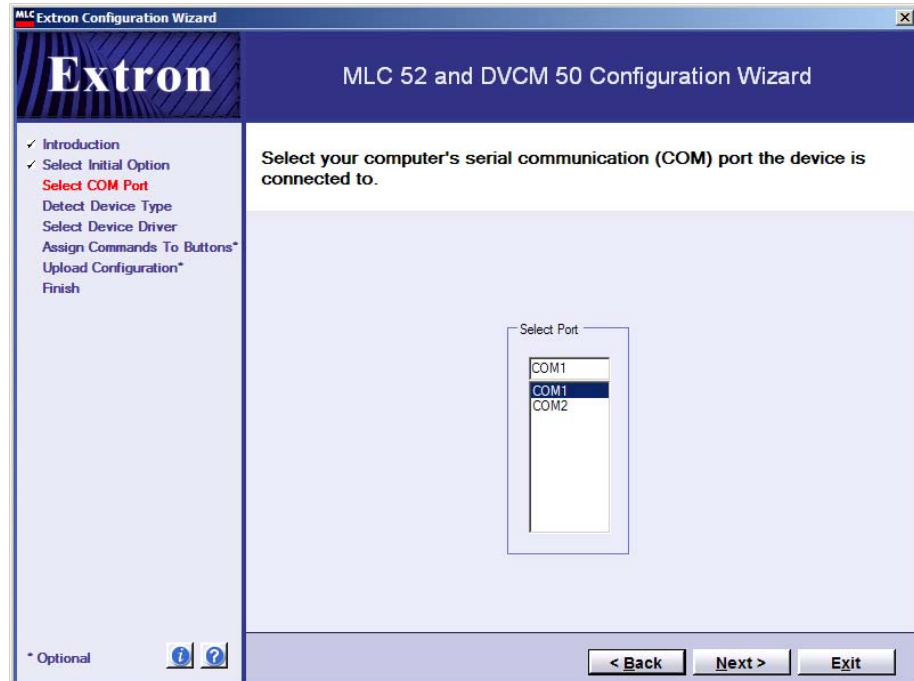 MLC Extron Configuration Wizard
Extron
MLC 52 and DVCM 50 Configuration Wizard
✓ Introduction
✓ Select Initial Option
Select COM Port
Detect Device Type
Select Device Driver
Assign Commands To Buttons*
Upload Configuration*
Finish
Select your computer's serial communication (COM) port the device is
connected to.
Select Port
COM1
COM1
COM2
* Optional
< Back
Next >
Exit